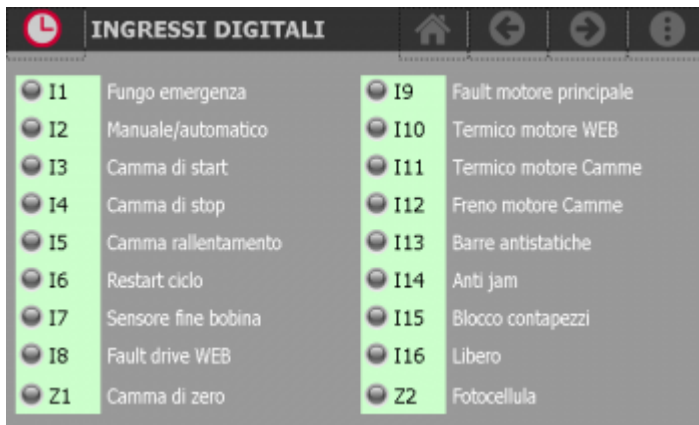 INGRESSI DIGITALI
I1 Fungo emergenza
I2 Manuale/automatico
I3 Camma di start
I4 Camma di stop
I5 Camma rallentamento
I6 Restart ciclo
I7 Sensore fine bobina
I8 Fault drive WEB
Z1 Camma di zero
I9 Fault motore principale
I10 Termico motore WEB
I11 Termico motore Camme
I12 Freno motore Camme
I13 Barre antistatiche
I14 Anti jam
I15 Blocco contapezzi
I16 Libero
Z2 Fotocellula